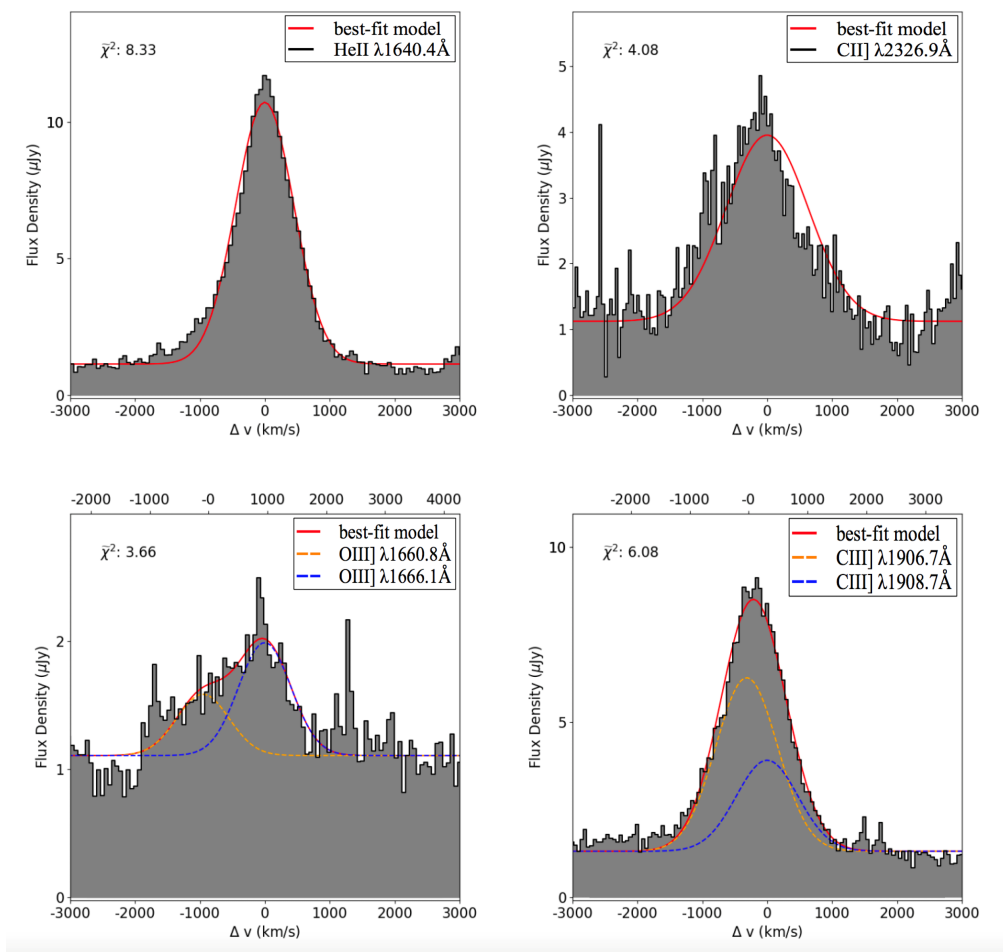 best-fit model
χ̄²: 8.33
HeII λ1640.4Å
10
5
0
Flux Density (μJy)
-3000 -2000 -1000 0 1000 2000 3000
Δ v (km/s)
best-fit model
χ̄²: 4.08
CII] λ2326.9Å
5
4
3
2
1
0
Flux Density (μJy)
-3000 -2000 -1000 0 1000 2000 3000
Δ v (km/s)
-2000 -1000 -0 1000 2000 3000 4000
best-fit model
χ̄²: 3.66
OIII] λ1660.8Å
OIII] λ1666.1Å
2
1
0
Flux Density (μJy)
-3000 -2000 -1000 0 1000 2000 3000
Δ v (km/s)
-2000 -1000 -0 1000 2000 3000
best-fit model
χ̄²: 6.08
CIII] λ1906.7Å
CIII] λ1908.7Å
10
5
0
Flux Density (μJy)
-3000 -2000 -1000 0 1000 2000 3000
Δ v (km/s)